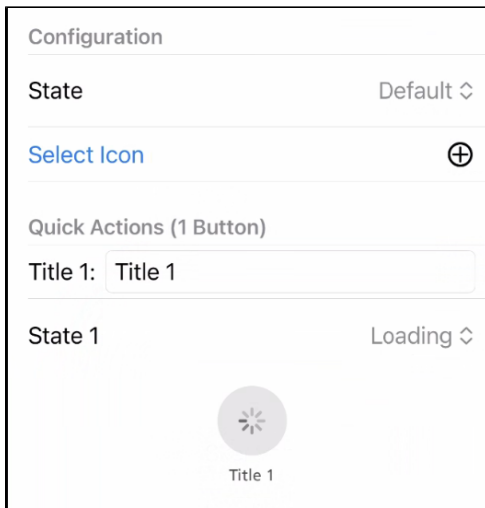 Configuration
State Default
Select Icon
Quick Actions (1 Button)
Title 1: Title 1
State 1 Loading
Title 1